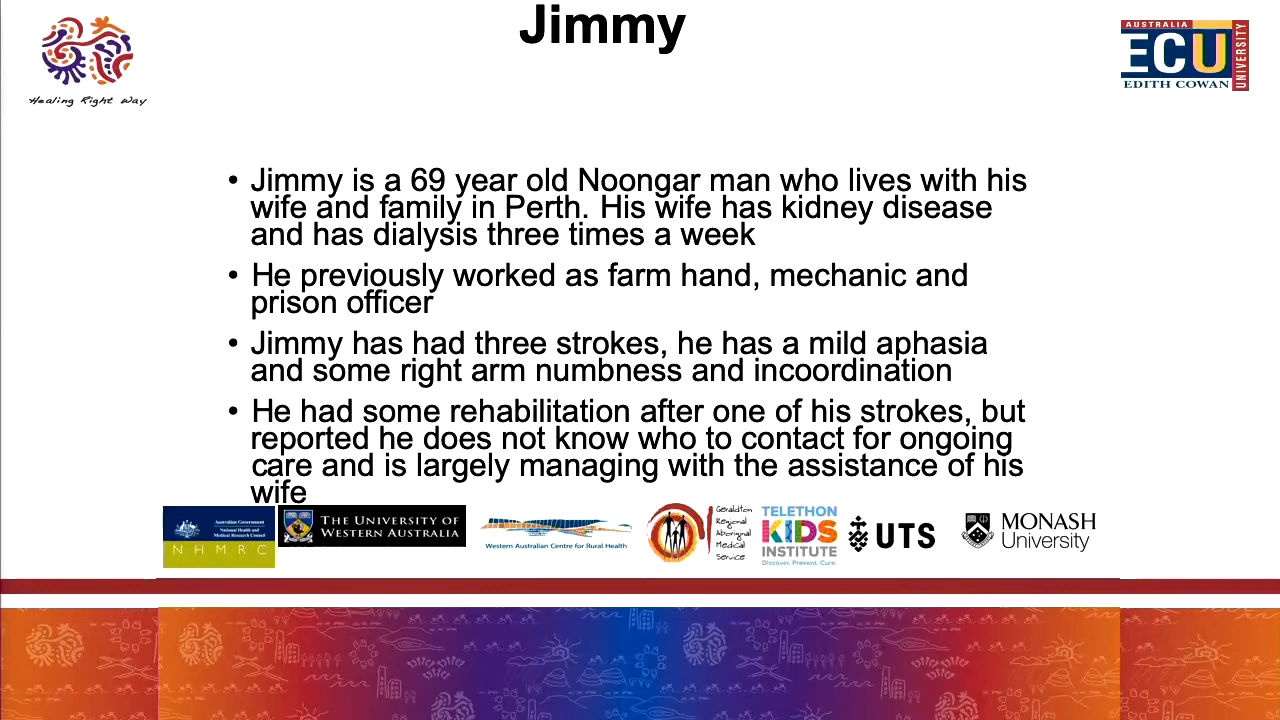 Jimmy
Healing Right Way
AUSTRALIA
ECU
UNIVERSITY
EDITH COWAN
• Jimmy is a 69 year old Noongar man who lives with his
wife and family in Perth. His wife has kidney disease
and has dialysis three times a week
• He previously worked as farm hand, mechanic and
prison officer
• Jimmy has had three strokes, he has a mild aphasia
and some right arm numbness and incoordination
• He had some rehabilitation after one of his strokes, but
reported he does not know who to contact for ongoing
care and is largely managing with the assistance of his
wife
Australian Government
National Health and
Medical Research Council
NHMRC
THE UNIVERSITY OF
WESTERN AUSTRALIA
Western Australian Centre for Rural Health
Geraldton
Regional
Aboriginal
Medical
Service
TELETHON
KIDS
INSTITUTE
Discover. Prevent. Cure.
UTS
MONASH
University